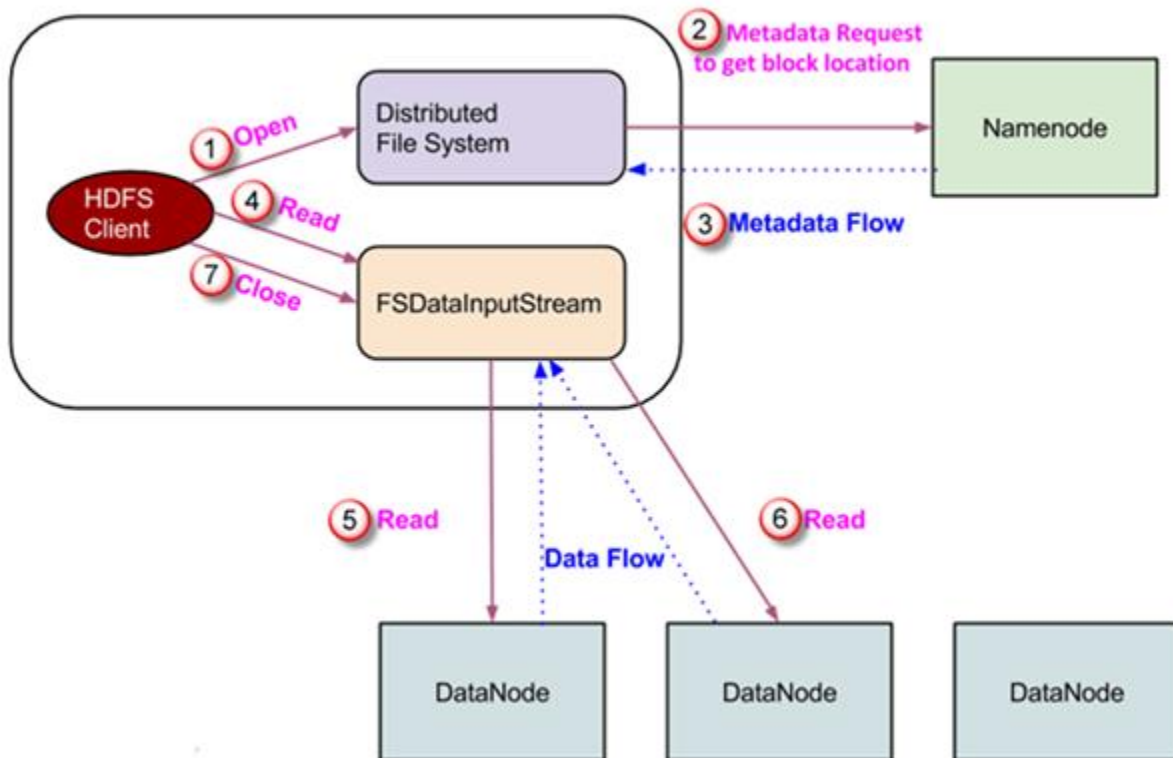 2 Metadata Request
to get block location
Distributed
File System
Namenode
1 Open
HDFS
Client
4 Read
3 Metadata Flow
7 Close
FSDataInputStream
5 Read
6 Read
Data Flow
DataNode
DataNode
DataNode